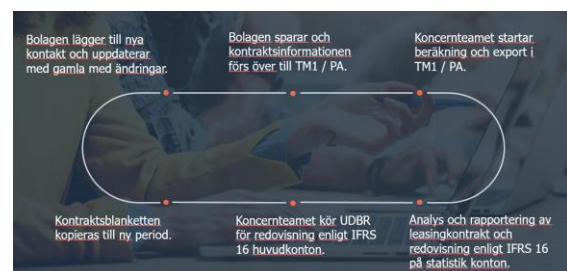 Bolagen lägger till nya
kontakt och uppdaterar
med gamla med ändringar.
Bolagen sparar och
kontraktsinformationen
förs över till TM1 / PA.
Koncernteamet startar
beräkning och export i
TM1 / PA.
Kontraktsblanketten
kopieras till ny period.
Koncernteamet kör UDBR
för redovisning enligt IFRS
16 huvudkonton.
Analys och rapportering av
leasingkontrakt och
redovisning enligt IFRS 16
på statistik konton.